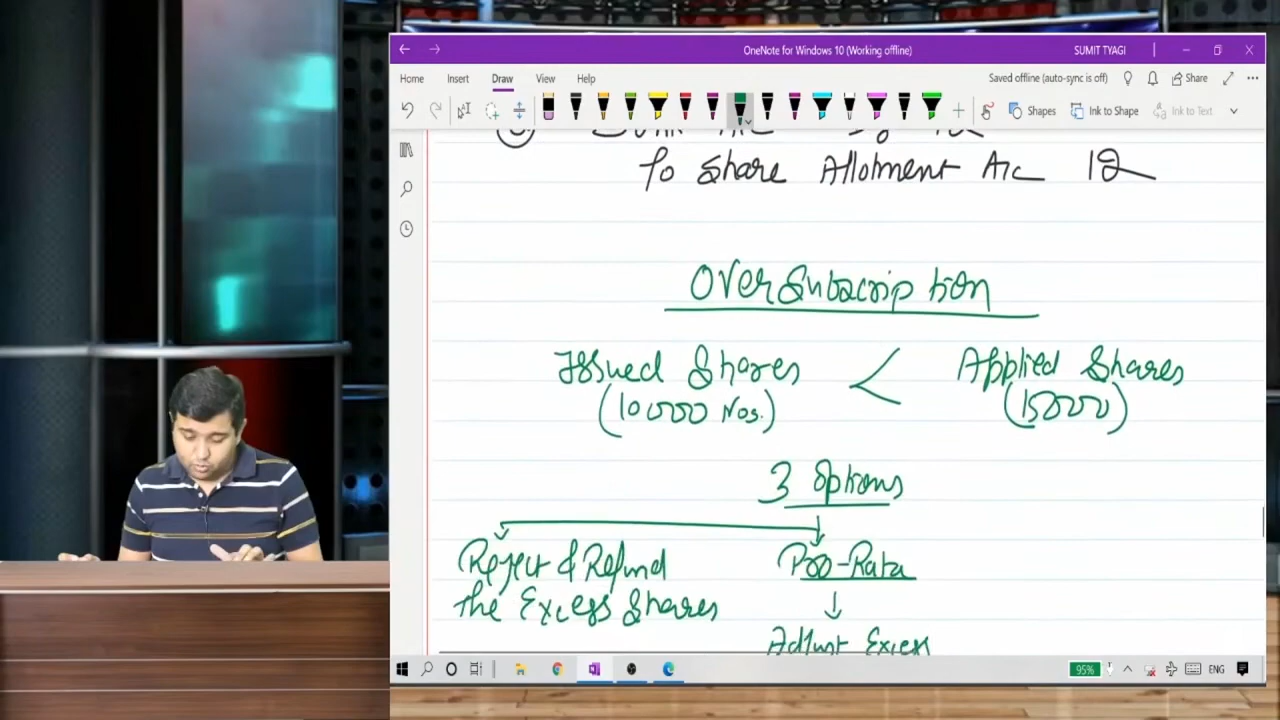 OneNote for Windows 10 (Working offline)
SUMIT TYAGI
Home Insert Draw View Help
Saved offline (auto-sync is off)
Share
Shapes
Ink to Shape
Ink to Text
To Share Allotment A/c 12
Over Subscription
Issued Shares < Applied Shares
(10000 Nos.) (15000)
3 Options
Reject & Refund Pro-Rata
the Excess Shares
Adjust Excess
95%
ENG